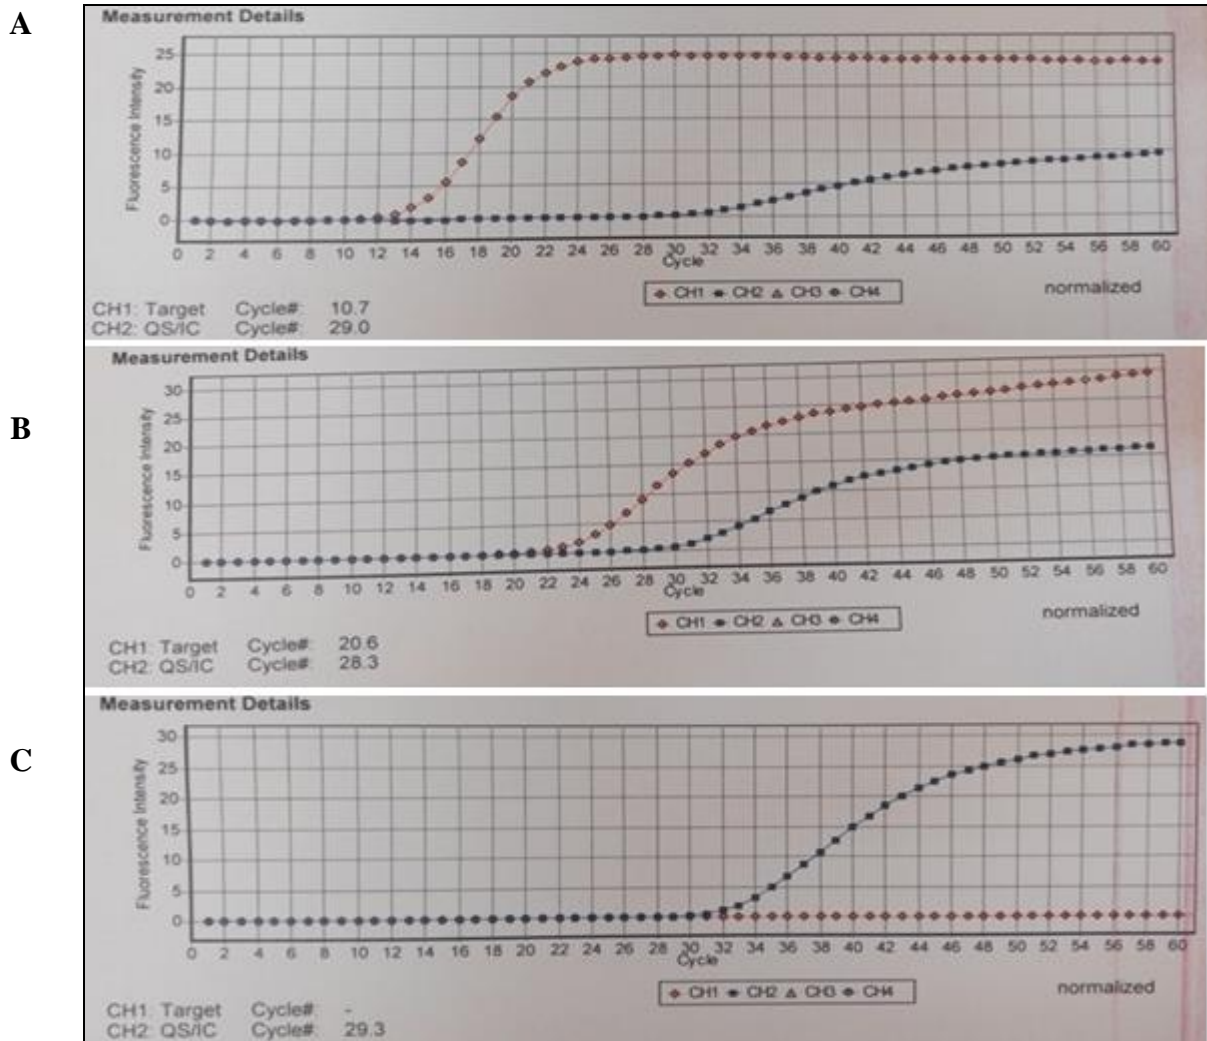 A
Measurement Details
Fluorescence Intensity
25
20
15
10
5
0
0 2 4 6 8 10 12 14 16 18 20 22 24 26 28 30 32 34 36 38 40 42 44 46 48 50 52 54 56 58 60
Cycle
CH1 CH2 CH3 CH4
normalized
CH1: Target Cycle#: 10.7
CH2: QS/IC Cycle#: 29.0
B
Measurement Details
Fluorescence Intensity
30
25
20
15
10
5
0
0 2 4 6 8 10 12 14 16 18 20 22 24 26 28 30 32 34 36 38 40 42 44 46 48 50 52 54 56 58 60
Cycle
CH1 CH2 CH3 CH4
normalized
CH1: Target Cycle#: 20.6
CH2: QS/IC Cycle#: 28.3
C
Measurement Details
Fluorescence Intensity
30
25
20
15
10
5
0
0 2 4 6 8 10 12 14 16 18 20 22 24 26 28 30 32 34 36 38 40 42 44 46 48 50 52 54 56 58 60
Cycle
CH1 CH2 CH3 CH4
normalized
CH1: Target Cycle#: -
CH2: QS/IC Cycle#: 29.3